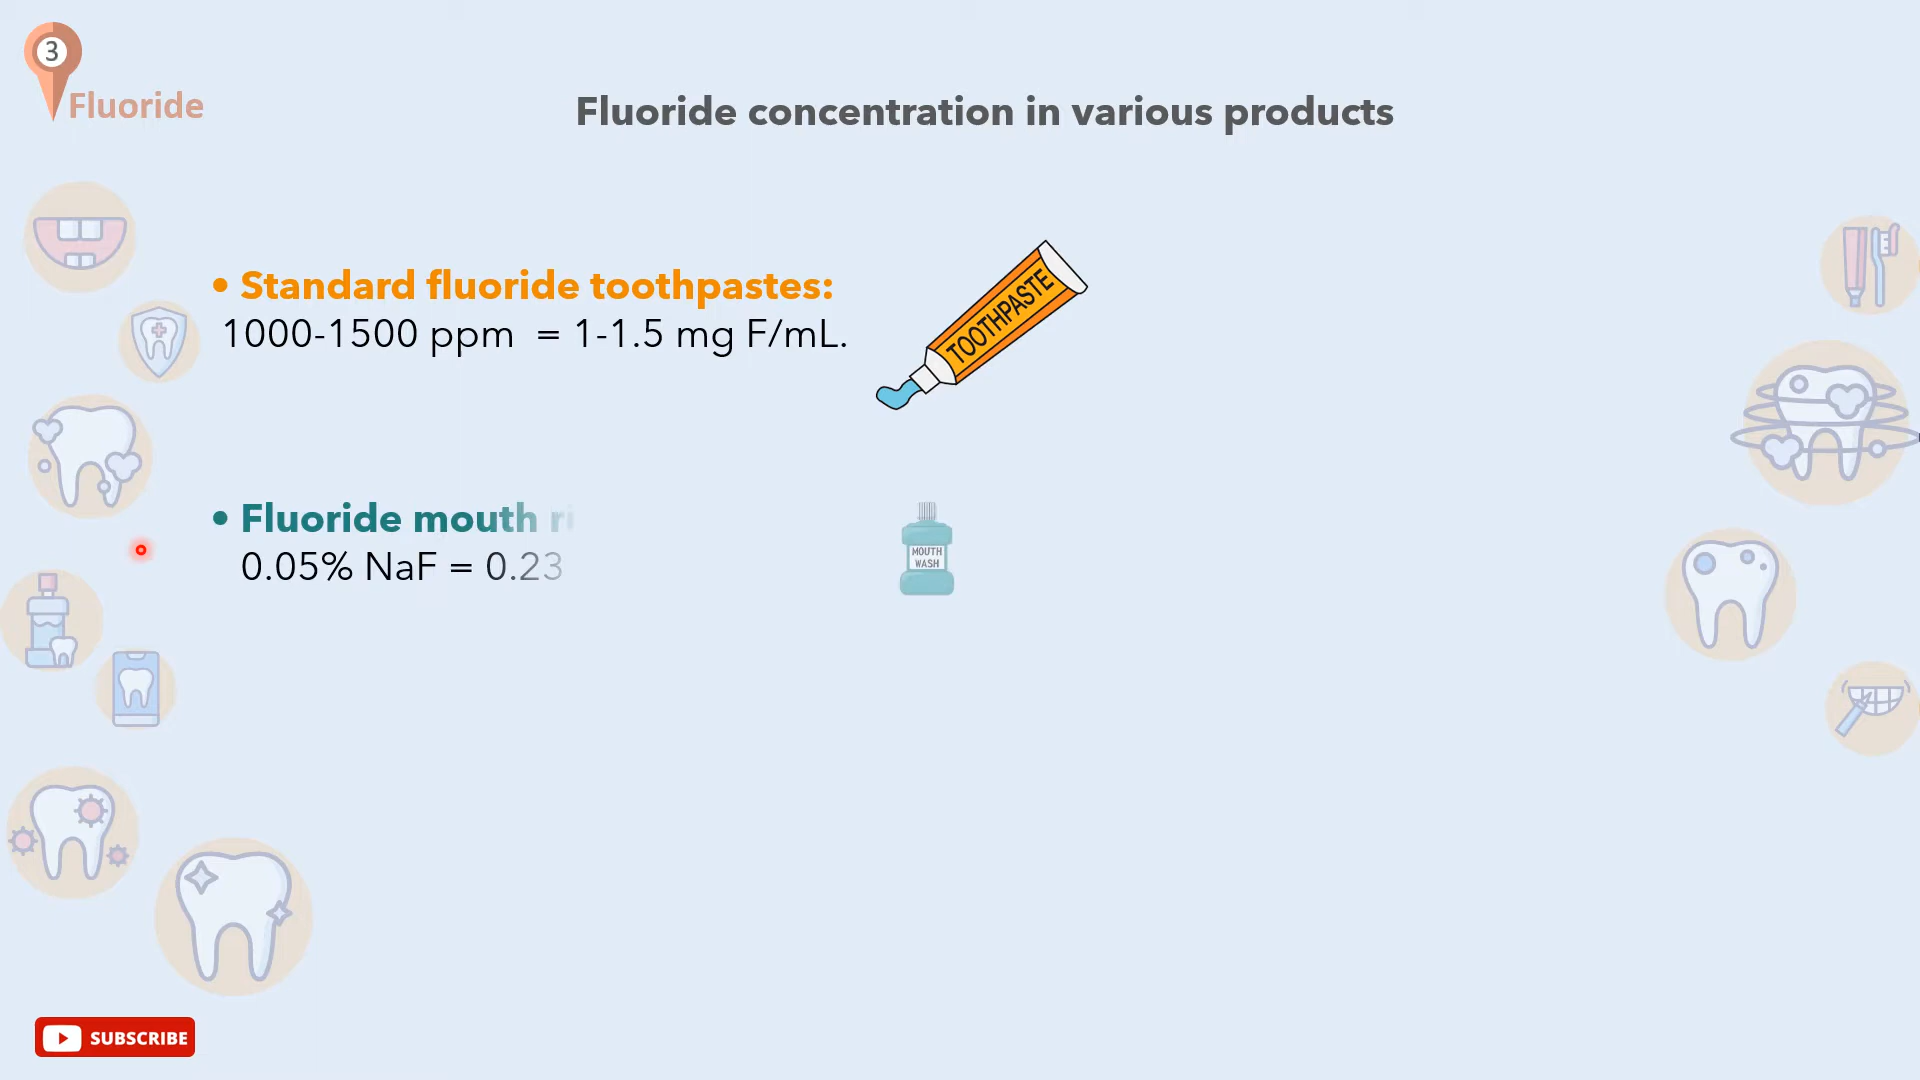 3
Fluoride
Fluoride concentration in various products
• Standard fluoride toothpastes:
1000-1500 ppm = 1-1.5 mg F/mL.
TOOTHPASTE
• Fluoride mouth
0.05% NaF = 0.23
MOUTH
WASH
SUBSCRIBE